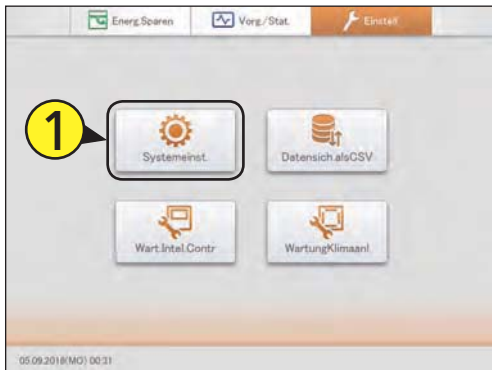 Energ.Sparen Vorg./Stat. Einstell
1
Systemeinst. Datensich.alsCSV
Wart.Intel.Contr WartungKlimaanl.
05.09.2018(MO) 00:31